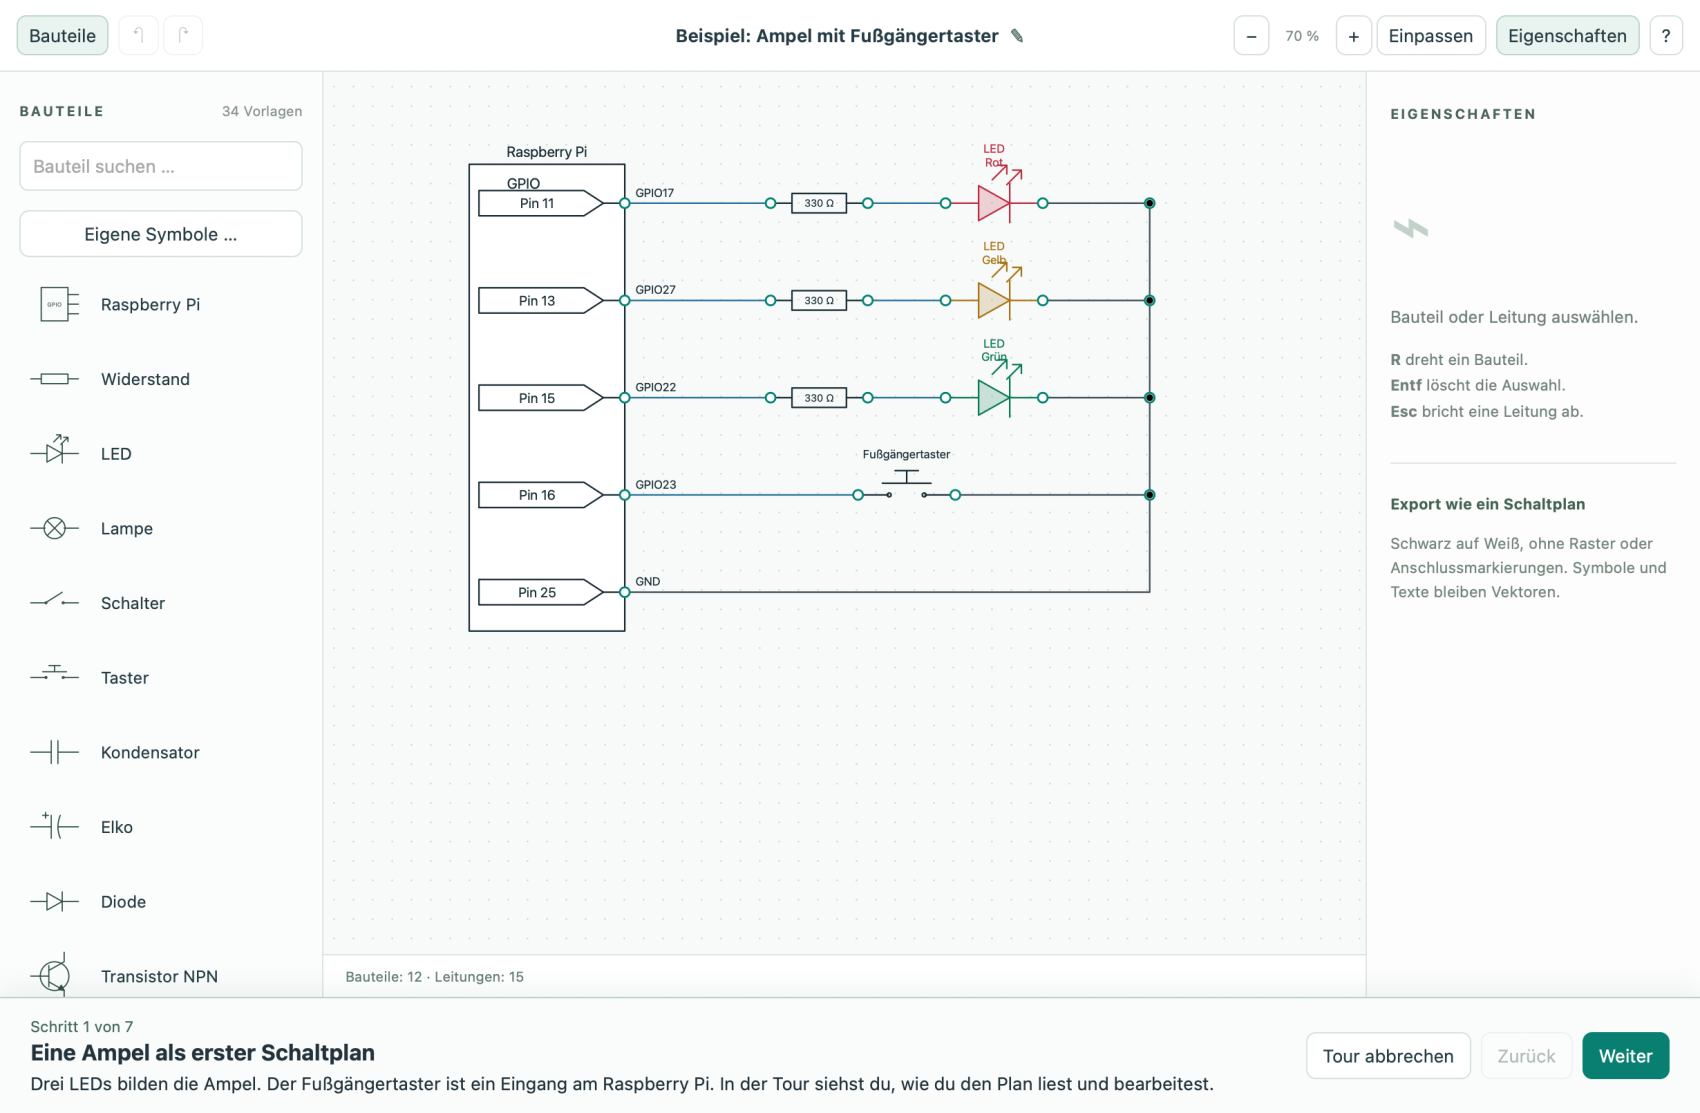 Bauteile
Beispiel: Ampel mit Fußgängertaster
−
70 %
+
Einpassen
Eigenschaften
?
BAUTEILE
34 Vorlagen
Bauteil suchen ...
Eigene Symbole ...
GPIO
Raspberry Pi
Widerstand
LED
Lampe
Schalter
Taster
Kondensator
Elko
Diode
Transistor NPN
Raspberry Pi
GPIO
Pin 11
GPIO17
330 Ω
LED
Rot
Pin 13
GPIO27
330 Ω
LED
Gelb
Pin 15
GPIO22
330 Ω
LED
Grün
Pin 16
GPIO23
Fußgängertaster
Pin 25
GND
Bauteile: 12 · Leitungen: 15
EIGENSCHAFTEN
Bauteil oder Leitung auswählen.
R dreht ein Bauteil.
Entf löscht die Auswahl.
Esc bricht eine Leitung ab.
Export wie ein Schaltplan
Schwarz auf Weiß, ohne Raster oder
Anschlussmarkierungen. Symbole und
Texte bleiben Vektoren.
Schritt 1 von 7
Eine Ampel als erster Schaltplan
Drei LEDs bilden die Ampel. Der Fußgängertaster ist ein Eingang am Raspberry Pi. In der Tour siehst du, wie du den Plan liest und bearbeitest.
Tour abbrechen
Zurück
Weiter